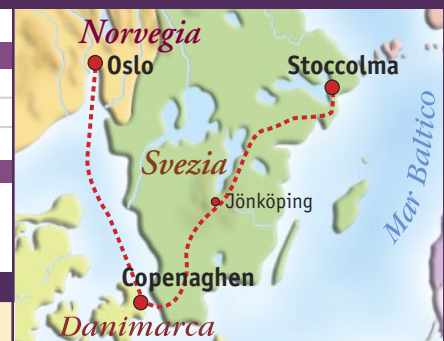 Norvegia
Oslo
Stoccolma
Svezia
Jönköping
Mar Baltico
Copenaghen
Danimarca